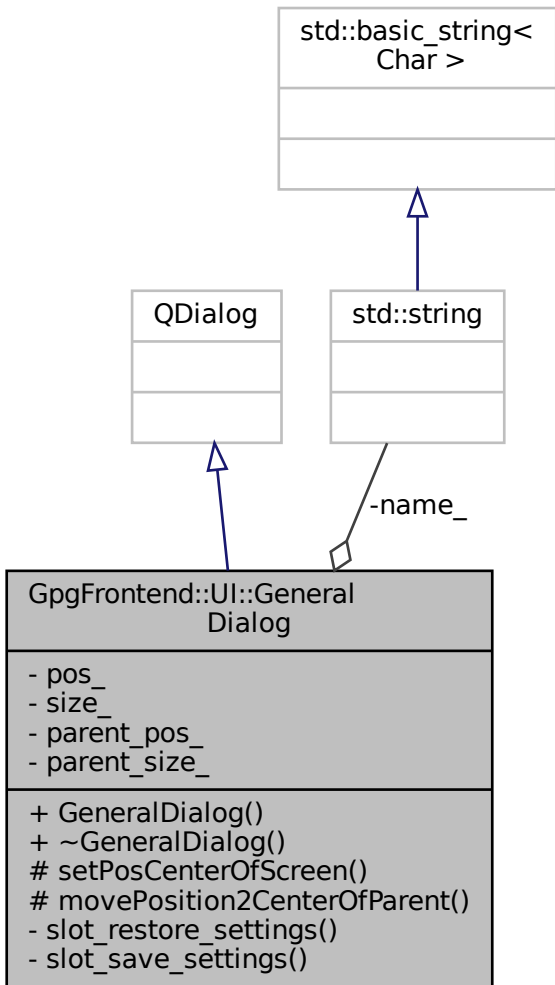 std::basic_string<
Char >
QDialog
std::string
-name_
GpgFrontend::UI::General
Dialog
- pos_
- size_
- parent_pos_
- parent_size_
+ GeneralDialog()
+ ~GeneralDialog()
# setPosCenterOfScreen()
# movePosition2CenterOfParent()
- slot_restore_settings()
- slot_save_settings()